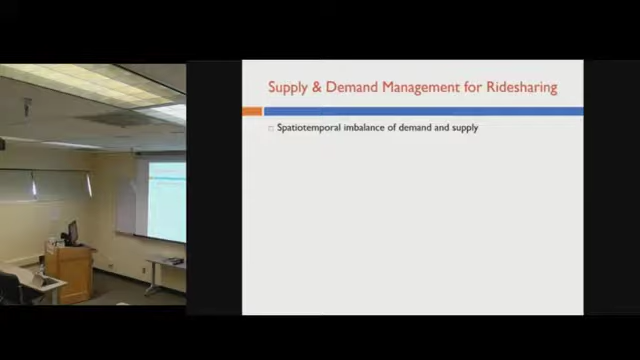 Supply & Demand Management for Ridesharing
Spatiotemporal imbalance of demand and supply